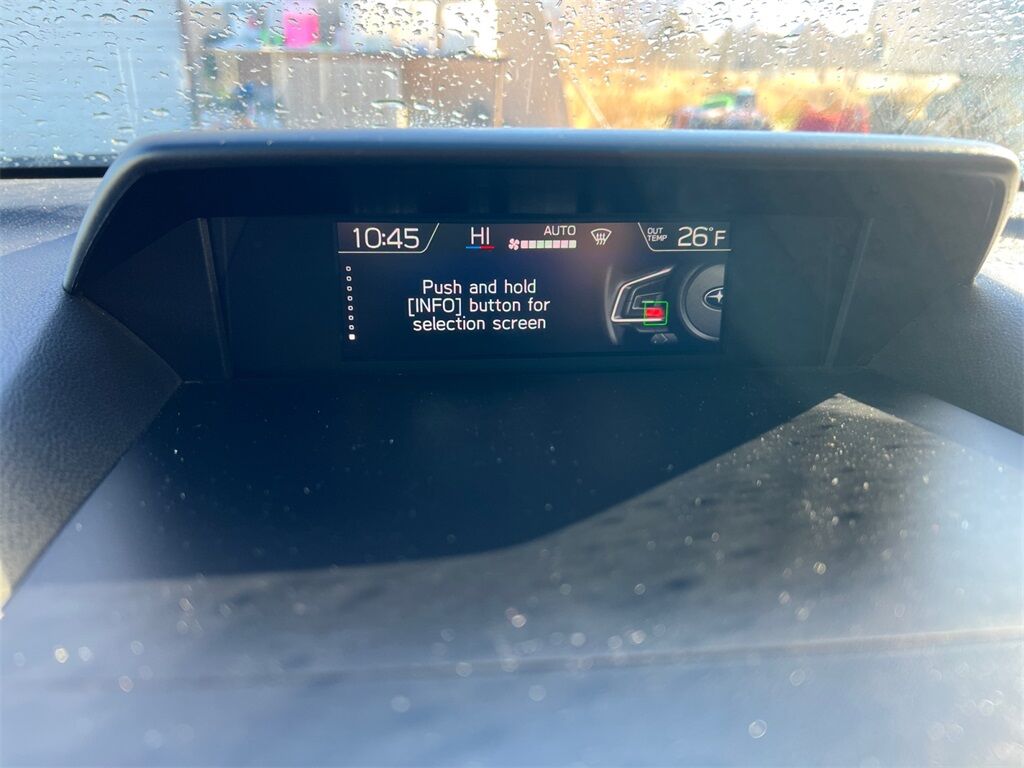 10:45
HI
AUTO
OUT
TEMP
26°F
Push and hold
[INFO] button for
selection screen